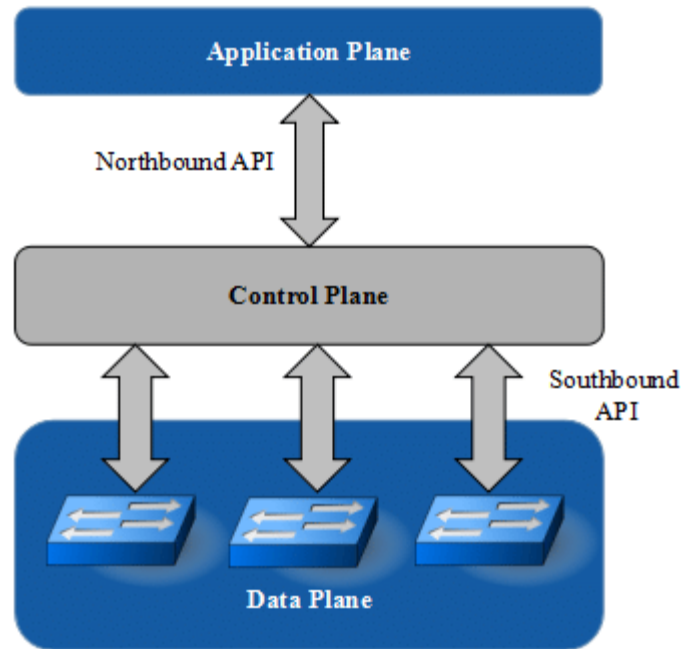 Application Plane
Northbound API
Control Plane
Southbound
API
Data Plane